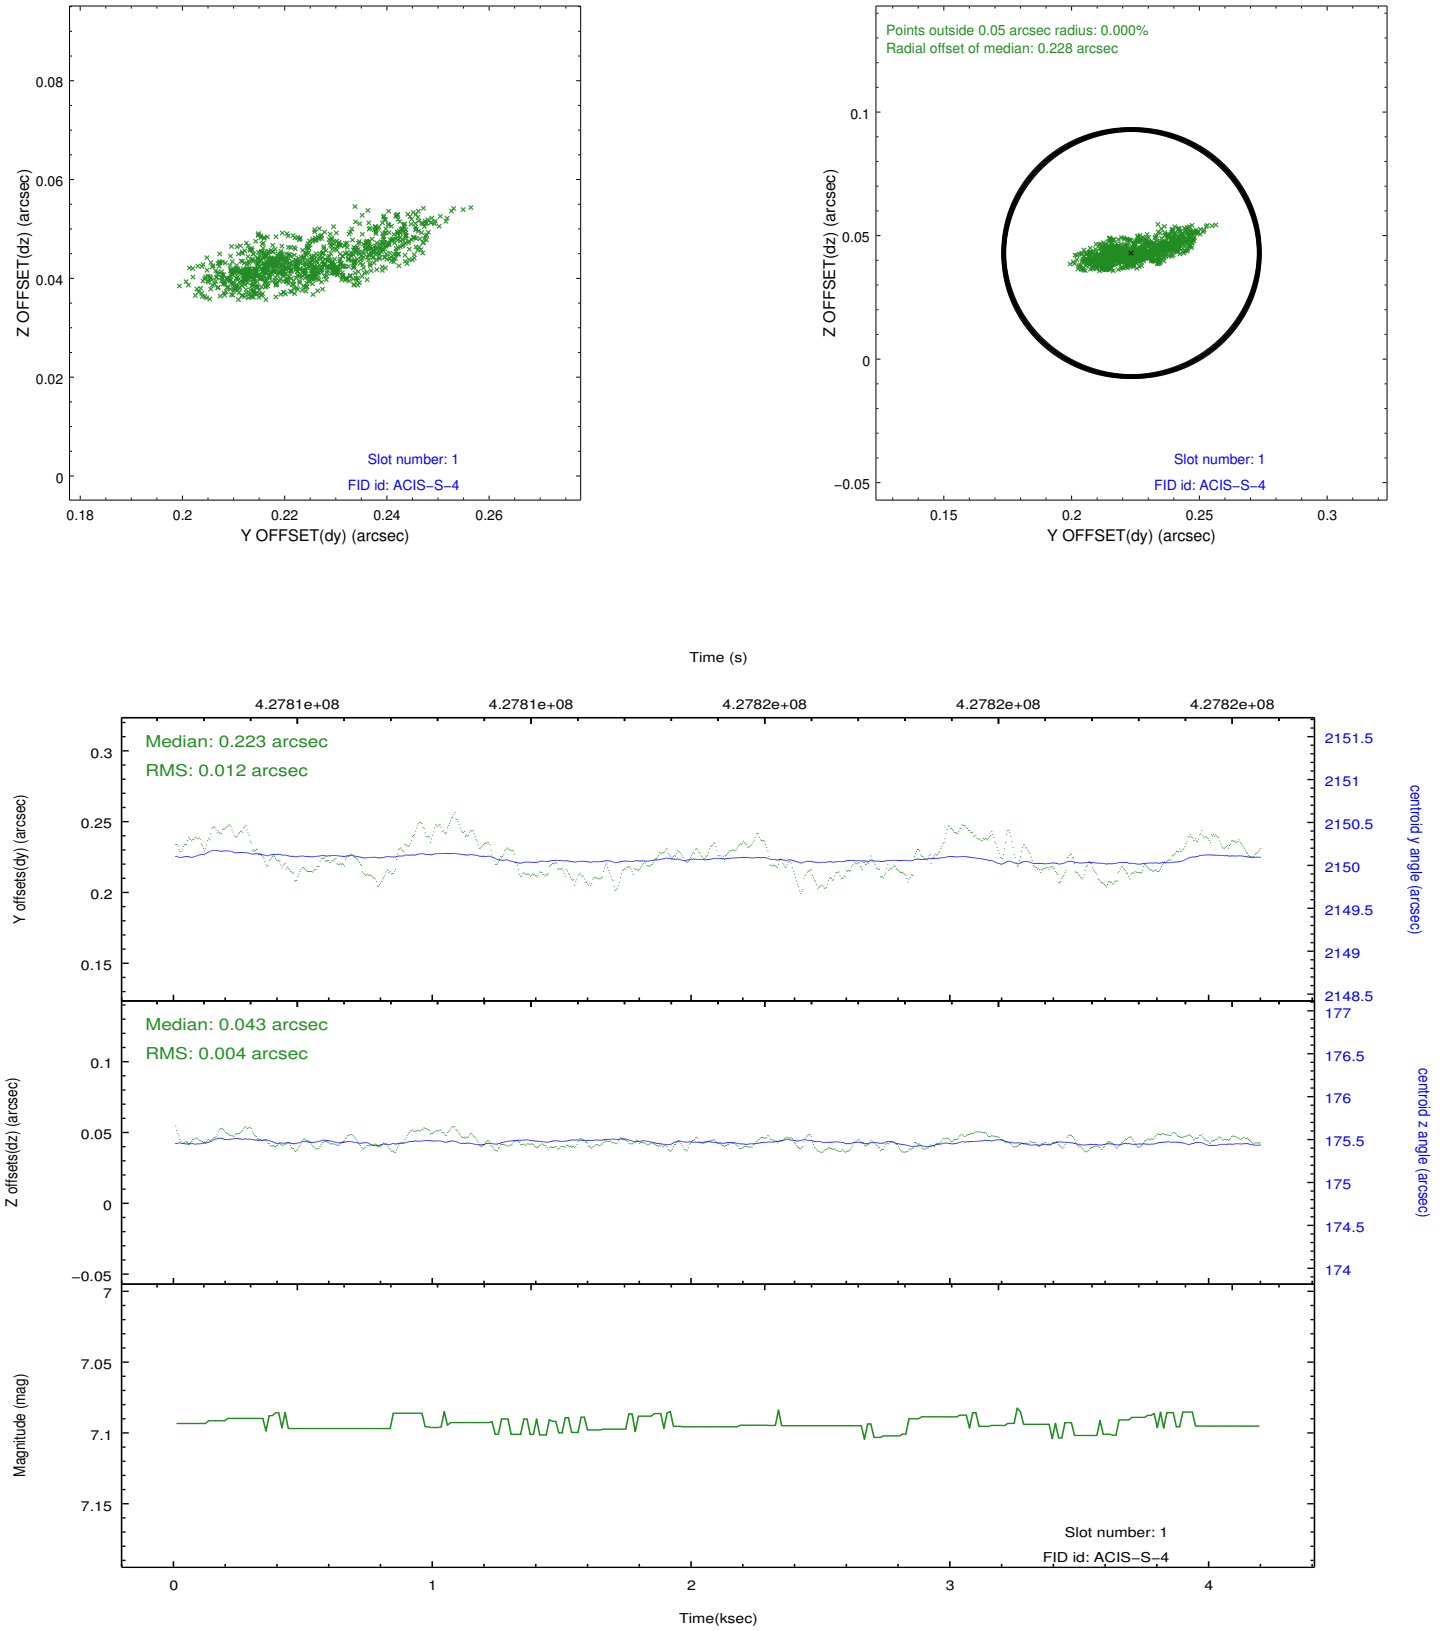 0.08
0.06
0.04
0.02
0
Z OFFSET(dz) (arcsec)
Slot number: 1
FID id: ACIS−S−4
0.18 0.2 0.22 0.24 0.26
Y OFFSET(dy) (arcsec)
Points outside 0.05 arcsec radius: 0.000%
Radial offset of median: 0.228 arcsec
0.1
0.05
0
−0.05
Z OFFSET(dz) (arcsec)
Slot number: 1
FID id: ACIS−S−4
0.15 0.2 0.25 0.3
Y OFFSET(dy) (arcsec)
Time (s)
4.2781e+08 4.2781e+08 4.2782e+08 4.2782e+08 4.2782e+08
Median: 0.223 arcsec
RMS: 0.012 arcsec
0.3
0.25
0.2
0.15
Y offsets(dy) (arcsec)
2151.5
2151
2150.5
2150
2149.5
2149
2148.5
centroid y angle (arcsec)
Median: 0.043 arcsec
RMS: 0.004 arcsec
0.1
0.05
0
−0.05
Z offsets(dz) (arcsec)
177
176.5
176
175.5
175
174.5
174
centroid z angle (arcsec)
7
7.05
7.1
7.15
Magnitude (mag)
Slot number: 1
FID id: ACIS−S−4
0 1 2 3 4
Time(ksec)